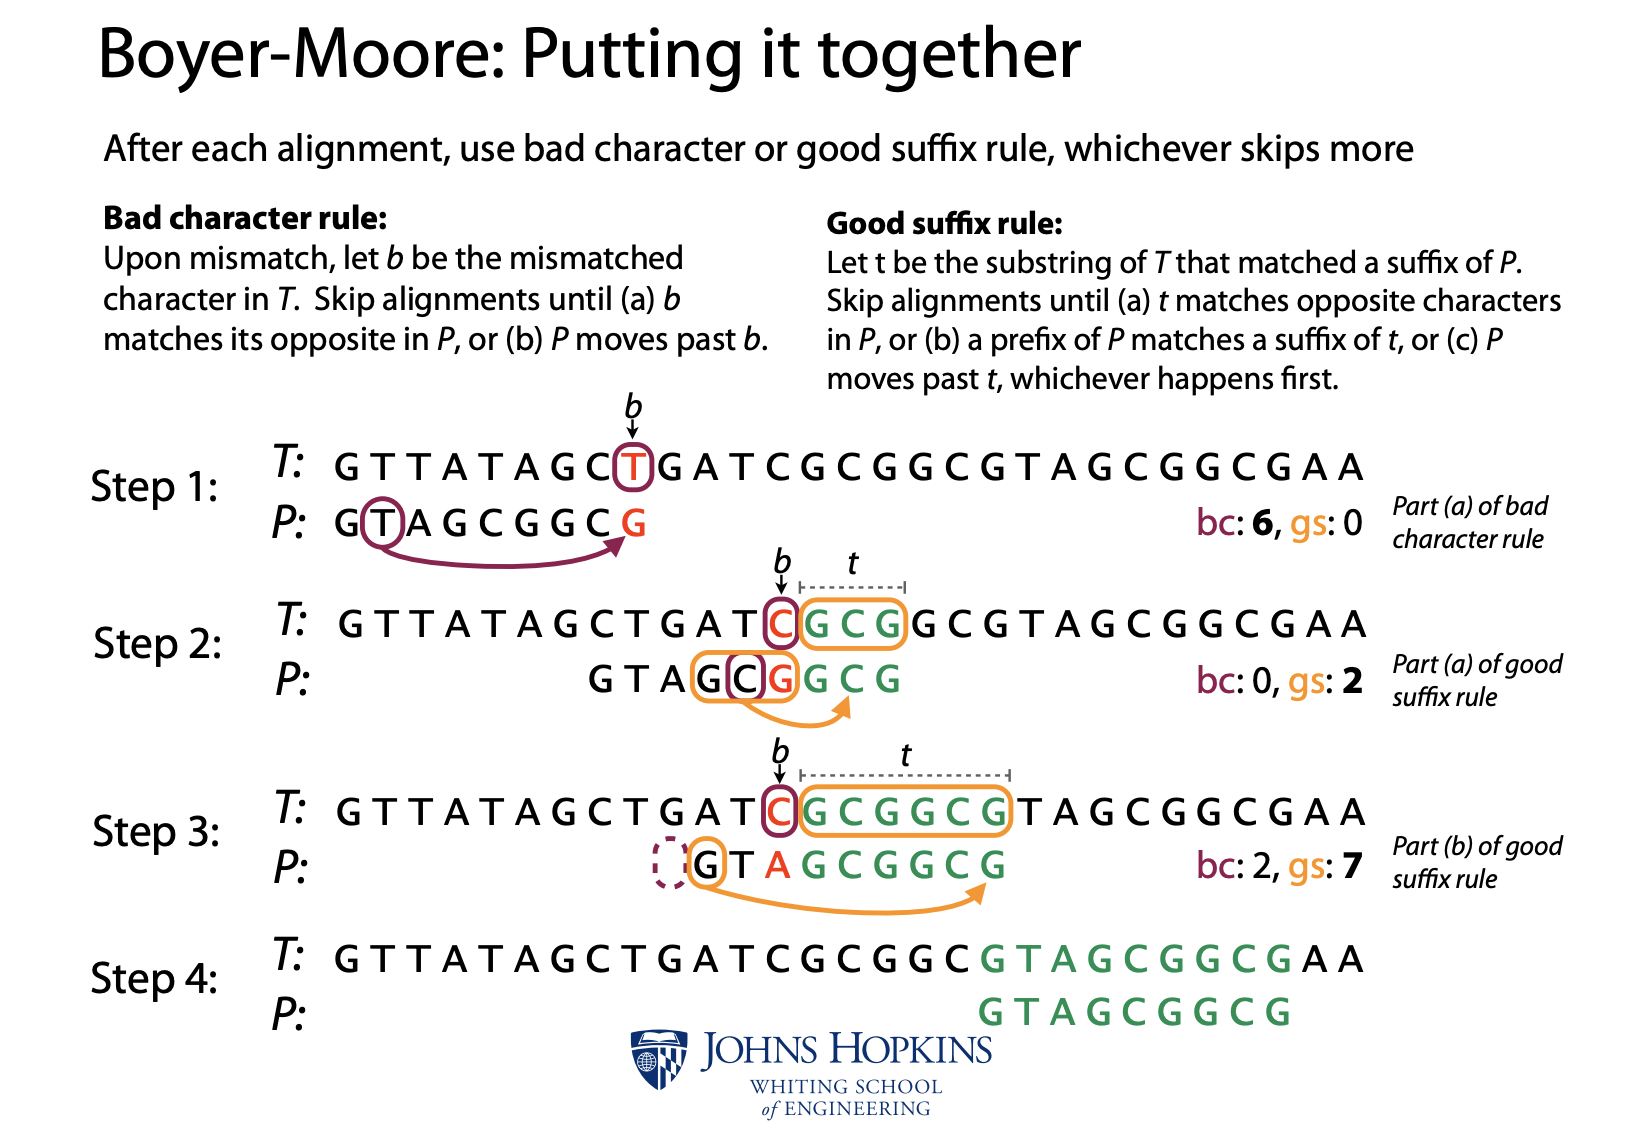 Boyer-Moore: Putting it together
After each alignment, use bad character or good suffix rule, whichever skips more
Bad character rule:
Upon mismatch, let b be the mismatched
character in T. Skip alignments until (a) b
matches its opposite in P, or (b) P moves past b.
Good suffix rule:
Let t be the substring of T that matched a suffix of P.
Skip alignments until (a) t matches opposite characters
in P, or (b) a prefix of P matches a suffix of t, or (c) P
moves past t, whichever happens first.
b
Step 1:
T: G T T A T A G C T G A T C G C G G C G T A G C G G C G A A
P: G T A G C G G C G
bc: 6, gs: 0
Part (a) of bad
character rule
b t
Step 2:
T: G T T A T A G C T G A T C G C G G C G T A G C G G C G A A
P: G T A G C G G C G
bc: 0, gs: 2
Part (a) of good
suffix rule
b t
Step 3:
T: G T T A T A G C T G A T C G C G G C G T A G C G G C G A A
P: G T A G C G G C G
bc: 2, gs: 7
Part (b) of good
suffix rule
Step 4:
T: G T T A T A G C T G A T C G C G G C G T A G C G G C G A A
P: G T A G C G G C G
JOHNS HOPKINS
WHITING SCHOOL
of ENGINEERING